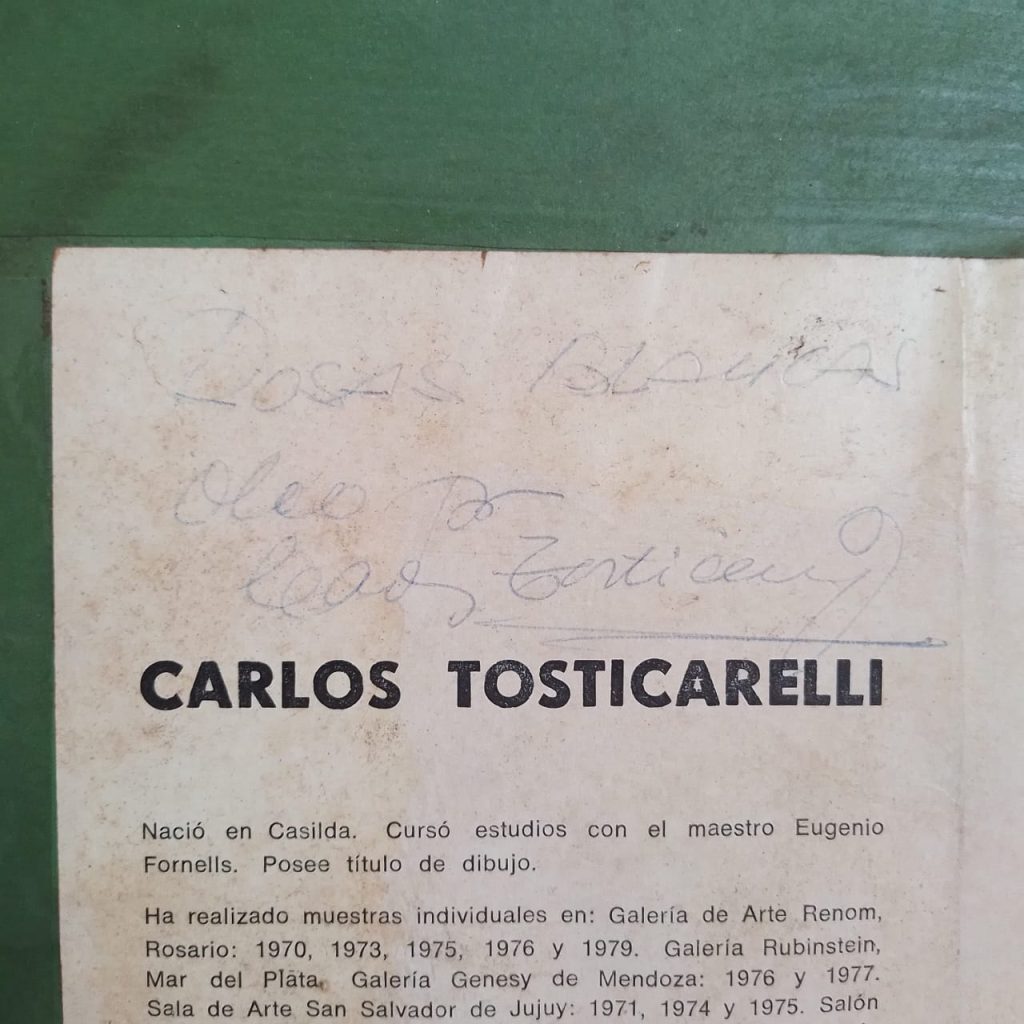 ROSAS BLANCAS
Oleo
Carlos Tosticarelli
CARLOS TOSTICARELLI
Nació en Casilda. Cursó estudios con el maestro Eugenio
Fornells. Posee título de dibujo.
Ha realizado muestras individuales en: Galería de Arte Renom,
Rosario: 1970, 1973, 1975, 1976 y 1979. Galería Rubinstein,
Mar del Plata. Galería Genesy de Mendoza: 1976 y 1977.
Sala de Arte San Salvador de Jujuy: 1971, 1974 y 1975. Salón